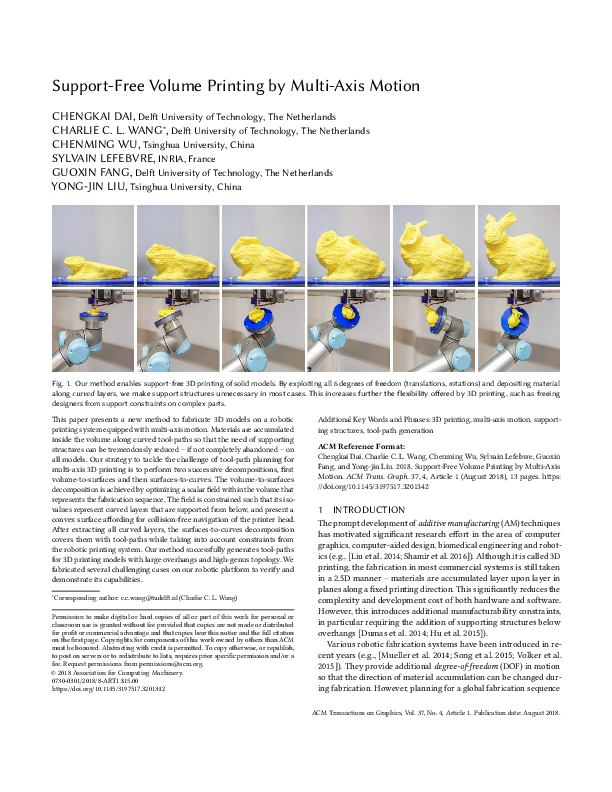 Support-Free Volume Printing by Multi-Axis Motion
CHENGKAI DAI, Delft University of Technology, The Netherlands
CHARLIE C. L. WANG*, Delft University of Technology, The Netherlands
CHENMING WU, Tsinghua University, China
SYLVAIN LEFEBVRE, INRIA, France
GUOXIN FANG, Delft University of Technology, The Netherlands
YONG-JIN LIU, Tsinghua University, China
Fig. 1. Our method enables support-free 3D printing of solid models. By exploiting all 6 degrees of freedom (translations, rotations) and depositing material
along curved layers, we make support structures unnecessary in most cases. This increases further the flexibility offered by 3D printing, such as freeing
designers from support constraints on complex parts.
This paper presents a new method to fabricate 3D models on a robotic
printing system equipped with multi-axis motion. Materials are accumulated
inside the volume along curved tool-paths so that the need of supporting
structures can be tremendously reduced – if not completely abandoned – on
all models. Our strategy to tackle the challenge of tool-path planning for
multi-axis 3D printing is to perform two successive decompositions, first
volume-to-surfaces and then surfaces-to-curves. The volume-to-surfaces
decomposition is achieved by optimizing a scalar field within the volume that
represents the fabrication sequence. The field is constrained such that its iso-
values represent curved layers that are supported from below, and present a
convex surface affording for collision-free navigation of the printer head.
After extracting all curved layers, the surfaces-to-curves decomposition
covers them with tool-paths while taking into account constraints from
the robotic printing system. Our method successfully generates tool-paths
for 3D printing models with large overhangs and high-genus topology. We
fabricated several challenging cases on our robotic platform to verify and
demonstrate its capabilities.
*Corresponding author: c.c.wang@tudelft.nl (Charlie C. L. Wang)
Permission to make digital or hard copies of all or part of this work for personal or
classroom use is granted without fee provided that copies are not made or distributed
for profit or commercial advantage and that copies bear this notice and the full citation
on the first page. Copyrights for components of this work owned by others than ACM
must be honored. Abstracting with credit is permitted. To copy otherwise, or republish,
to post on servers or to redistribute to lists, requires prior specific permission and/or a
fee. Request permissions from permissions@acm.org.
© 2018 Association for Computing Machinery.
0730-0301/2018/8-ART1 $15.00
https://doi.org/10.1145/3197517.3201342
Additional Key Words and Phrases: 3D printing, multi-axis motion, support-
ing structures, tool-path generation
ACM Reference Format:
Chengkai Dai, Charlie C. L. Wang, Chenming Wu, Sylvain Lefebvre, Guoxin
Fang, and Yong-Jin Liu. 2018. Support-Free Volume Printing by Multi-Axis
Motion. ACM Trans. Graph. 37, 4, Article 1 (August 2018), 13 pages. https:
//doi.org/10.1145/3197517.3201342
1 INTRODUCTION
The prompt development of additive manufacturing (AM) techniques
has motivated significant research effort in the area of computer
graphics, computer-aided design, biomedical engineering and robot-
ics (e.g., [Liu et al. 2014; Shamir et al. 2016]). Although it is called 3D
printing, the fabrication in most commercial systems is still taken
in a 2.5D manner – materials are accumulated layer upon layer in
planes along a fixed printing direction. This significantly reduces the
complexity and development cost of both hardware and software.
However, this introduces additional manufacturability constraints,
in particular requiring the addition of supporting structures below
overhangs [Dumas et al. 2014; Hu et al. 2015]).
Various robotic fabrication systems have been introduced in re-
cent years (e.g., [Mueller et al. 2014; Song et al. 2015; Volker et al.
2015]). They provide additional degree-of-freedom (DOF) in motion
so that the direction of material accumulation can be changed dur-
ing fabrication. However, planning for a global fabrication sequence
ACM Transactions on Graphics, Vol. 37, No. 4, Article 1. Publication date: August 2018.